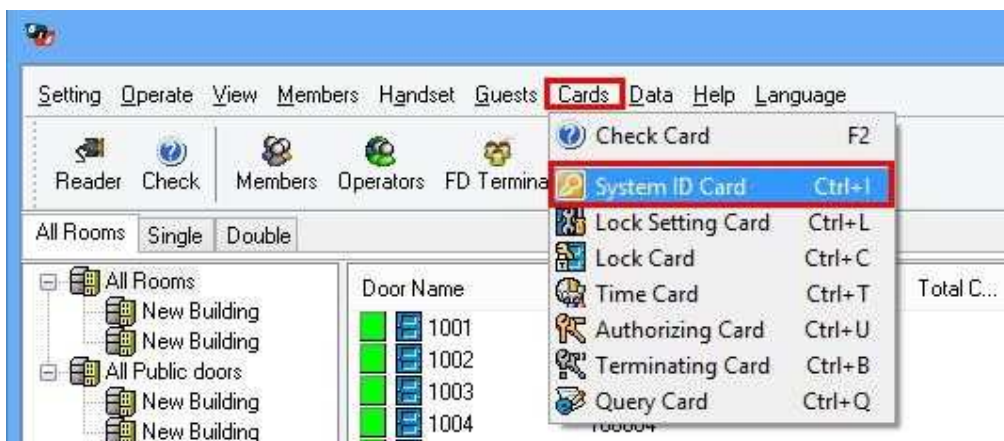 Setting Operate View Members Handset Guests Cards Data Help Language
Reader Check Members Operators FD Termina
Check Card F2
System ID Card Ctrl+I
Lock Setting Card Ctrl+L
Lock Card Ctrl+C
Time Card Ctrl+T
Authorizing Card Ctrl+U
Terminating Card Ctrl+B
Query Card Ctrl+Q
All Rooms Single Double
All Rooms
New Building
New Building
All Public doors
New Building
New Building
Door Name Total C...
1001
1002
1003
1004